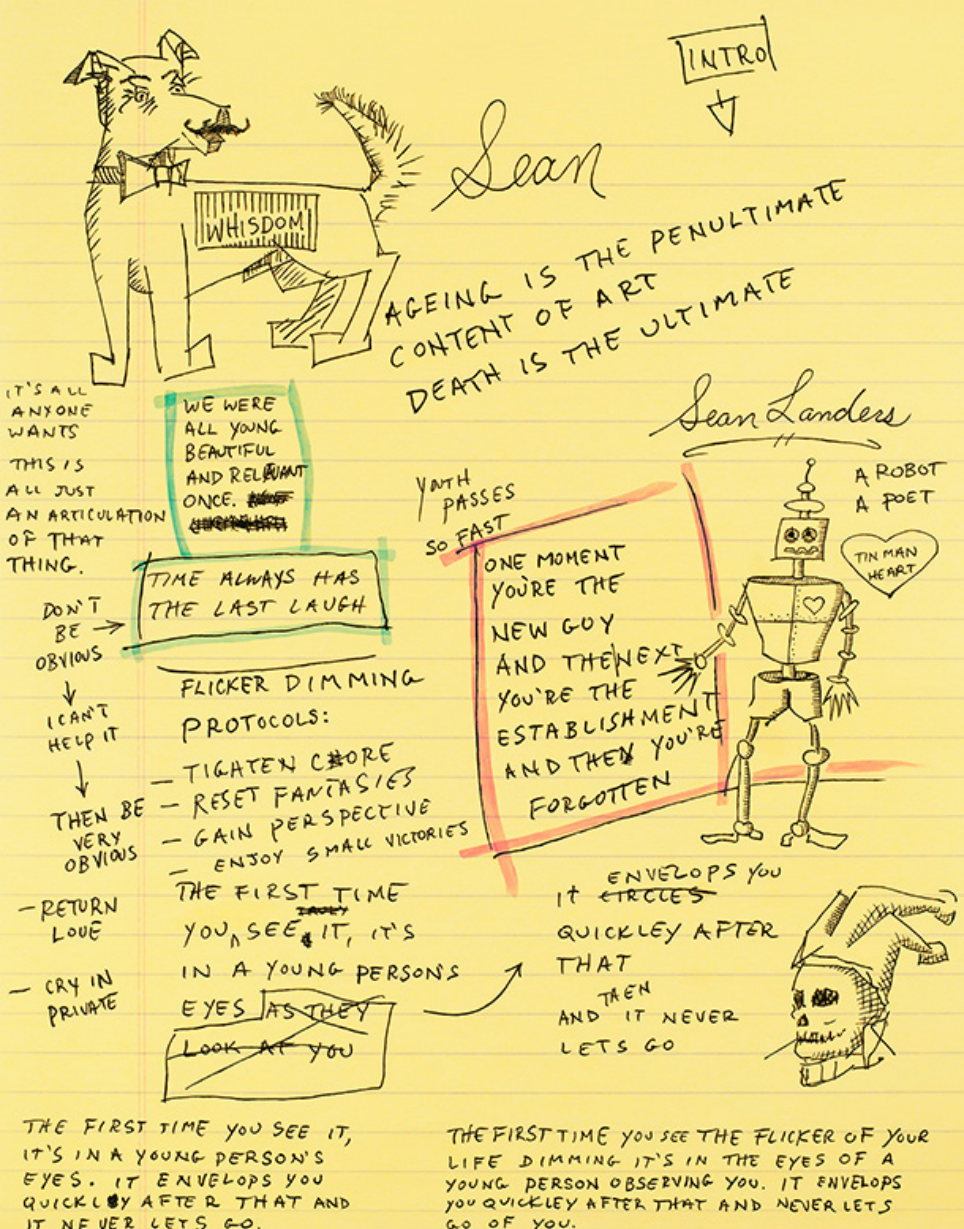 INTRO
Sean
WHISDOM
AGEING IS THE PENULTIMATE
CONTENT OF ART
DEATH IS THE ULTIMATE
IT'S ALL
ANYONE
WANTS
THIS IS
ALL JUST
AN ARTICULATION
OF THAT
THING.
WE WERE
ALL YOUNG
BEAUTIFUL
AND RELEVANT
ONCE.
TIME ALWAYS HAS
THE LAST LAUGH
DON'T
BE
OBVIOUS
I CAN'T
HELP IT
THEN BE
VERY
OBVIOUS
- RETURN
LOVE
- CRY IN
PRIVATE
FLICKER DIMMING
PROTOCOLS:
- TIGHTEN CORE
- RESET FANTASIES
- GAIN PERSPECTIVE
- ENJOY SMALL VICTORIES
THE FIRST TIME
YOU SEE IT, IT'S
IN A YOUNG PERSON'S
EYES AS THEY
LOOK AT YOU
Sean Landers
A ROBOT
A POET
TIN MAN
HEART
YOUTH
PASSES
SO FAST
ONE MOMENT
YOU'RE THE
NEW GUY
AND THE NEXT
YOU'RE THE
ESTABLISHMENT
AND THEN YOU'RE
FORGOTTEN
ENVELOPS YOU
IT CIRCLES
QUICKLEY AFTER
THAT
THEN
AND IT NEVER
LETS GO
THE FIRST TIME YOU SEE IT,
IT'S IN A YOUNG PERSON'S
EYES. IT ENVELOPS YOU
QUICKLY AFTER THAT AND
IT NEVER LETS GO.
THE FIRST TIME YOU SEE THE FLICKER OF YOUR
LIFE DIMMING IT'S IN THE EYES OF A
YOUNG PERSON OBSERVING YOU. IT ENVELOPS
YOU QUICKLEY AFTER THAT AND NEVER LETS
GO OF YOU.